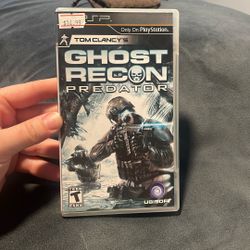 PSP
Only On PlayStation
TOM CLANCY'S
GHOST
RECON
PREDATOR
T
UBISOFT